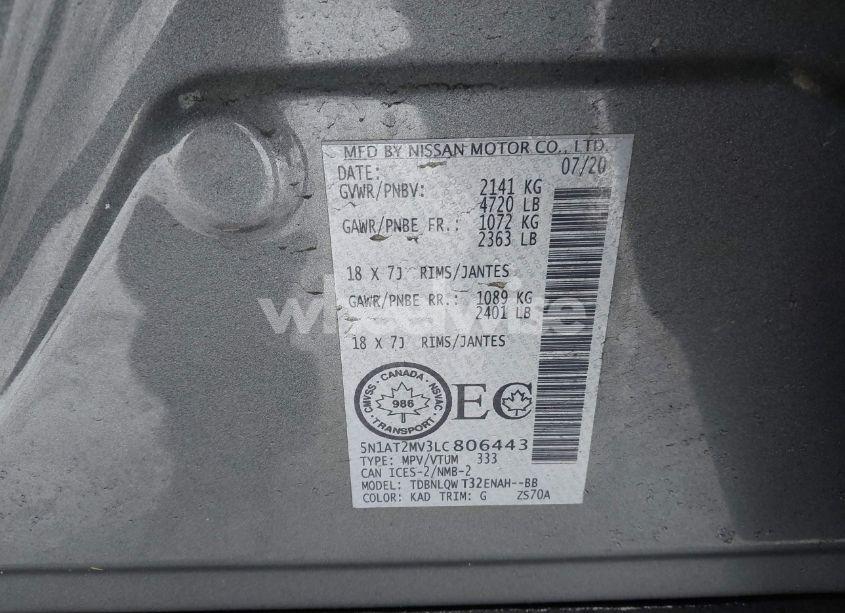 MFD BY NISSAN MOTOR CO., LTD.
DATE: 07/20
GVWR/PNBV: 2141 KG
4720 LB
GAWR/PNBE FR.: 1072 KG
2363 LB
18 X 7J RIMS/JANTES
GAWR/PNBE RR.: 1089 KG
2401 LB
wheelwise
18 X 7J RIMS/JANTES
CMVSS - CANADA - NSVAC
986
TRANSPORT
EC
5N1AT2MV3LC806443
TYPE: MPV/VTUM 333
CAN ICES-2/NMB-2
MODEL: TDBNLQW T32ENAH--BB
COLOR: KAD TRIM: G ZS70A